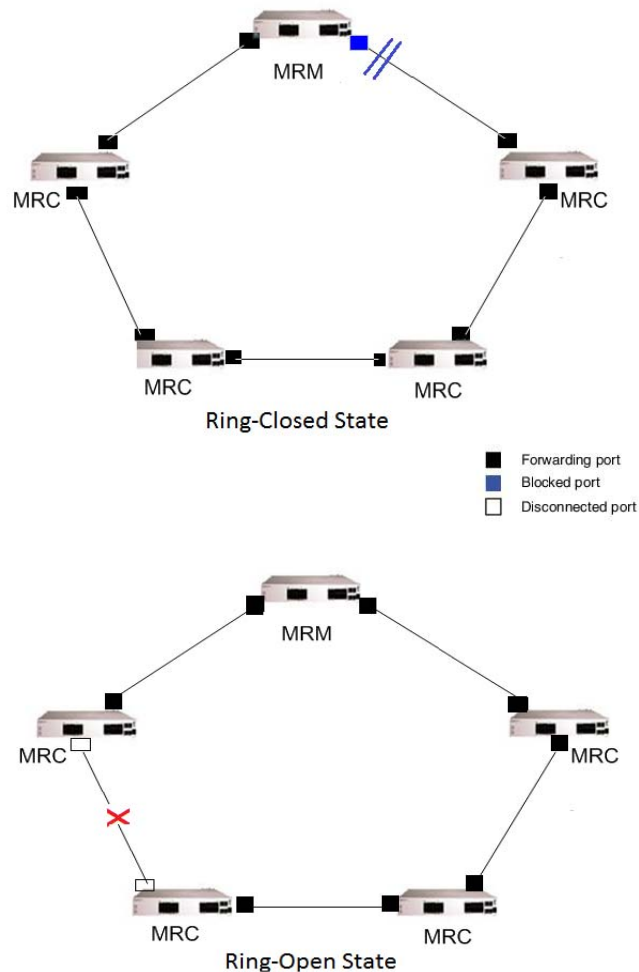 MRM
MRC
MRC
MRC
MRC
Ring-Closed State
Forwarding port
Blocked port
Disconnected port
MRM
MRC
MRC
MRC
MRC
Ring-Open State